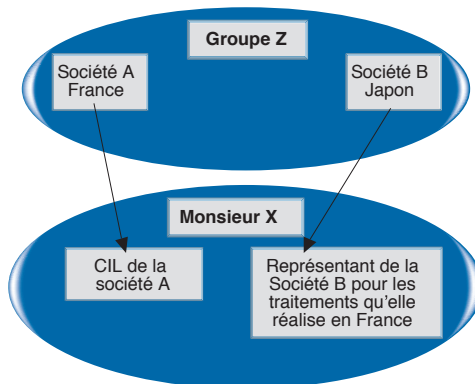 Groupe Z
Société A
France
Société B
Japon
Monsieur X
CIL de la
société A
Représentant de la
Société B pour les
traitements qu’elle
réalise en France